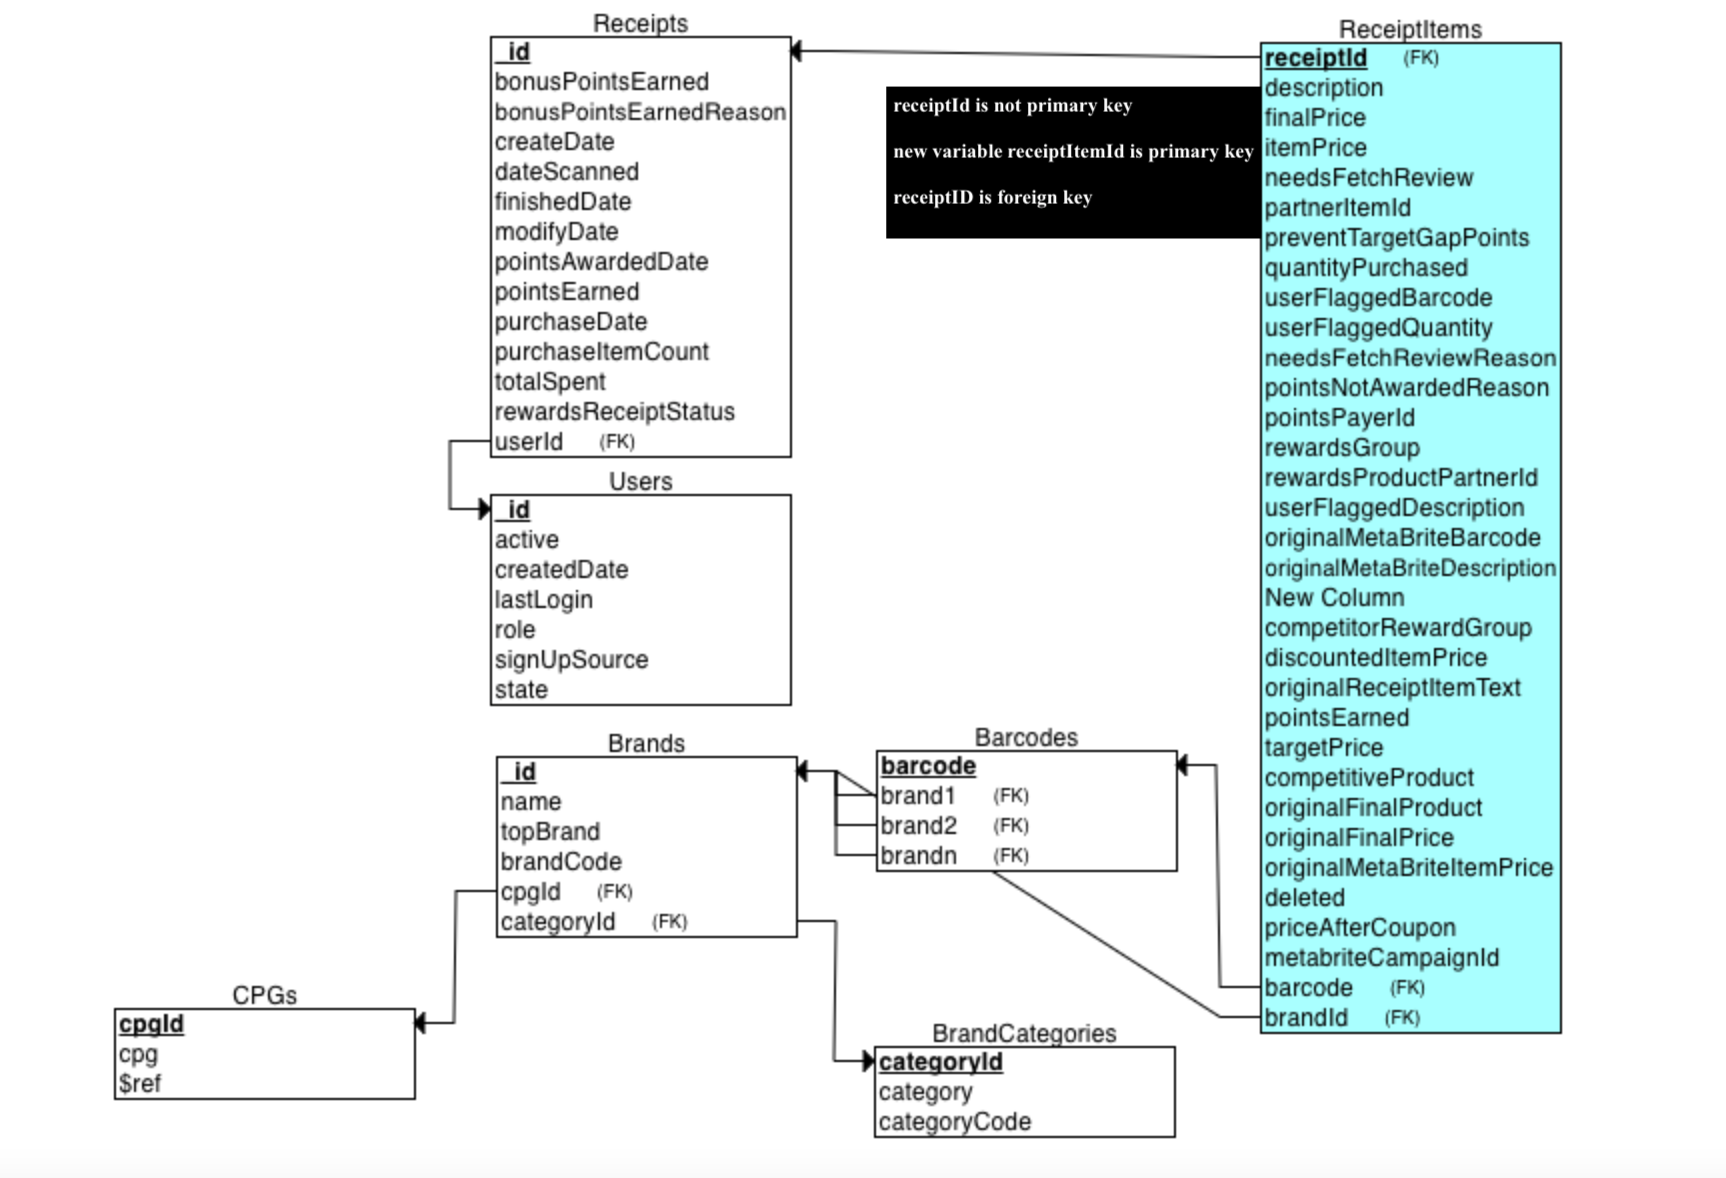 Receipts
_id
bonusPointsEarned
bonusPointsEarnedReason
createDate
dateScanned
finishedDate
modifyDate
pointsAwardedDate
pointsEarned
purchaseDate
purchaseItemCount
totalSpent
rewardsReceiptStatus
userId (FK)
Users
_id
active
createdDate
lastLogin
role
signUpSource
state
Brands
_id
name
topBrand
brandCode
cpgId (FK)
categoryId (FK)
CPGs
cpgId
cpg
$ref
receiptId is not primary key
new variable receiptItemId is primary key
receiptID is foreign key
Barcodes
barcode
brand1 (FK)
brand2 (FK)
brandn (FK)
BrandCategories
categoryId
category
categoryCode
ReceiptItems
receiptId (FK)
description
finalPrice
itemPrice
needsFetchReview
partnerItemId
preventTargetGapPoints
quantityPurchased
userFlaggedBarcode
userFlaggedQuantity
needsFetchReviewReason
pointsNotAwardedReason
pointsPayerId
rewardsGroup
rewardsProductPartnerId
userFlaggedDescription
originalMetaBriteBarcode
originalMetaBriteDescription
New Column
competitorRewardGroup
discountedItemPrice
originalReceiptItemText
pointsEarned
targetPrice
competitiveProduct
originalFinalProduct
originalFinalPrice
originalMetaBriteItemPrice
deleted
priceAfterCoupon
metabriteCampaignId
barcode (FK)
brandId (FK)